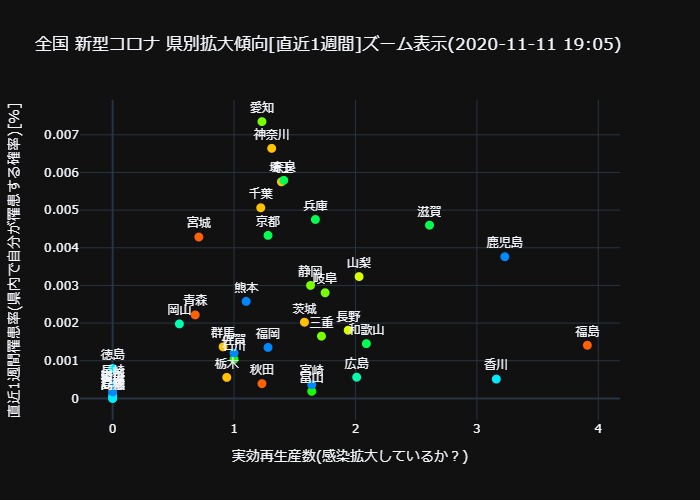 全国 新型コロナ 県別拡大傾向[直近1週間]ズーム表示(2020-11-11 19:05)
直近1週間罹患率(県内で自分が罹患する確率)[%]
0.007
0.006
0.005
0.004
0.003
0.002
0.001
0
愛知
神奈川
千葉
兵庫
滋賀
宮城
京都
鹿児島
山梨
静岡
岐阜
熊本
青森
岡山
茨城
三重
長野
和歌山
群馬
福岡
福島
徳島
栃木
秋田
宮崎
富山
広島
香川
0
1
2
3
4
実効再生産数(感染拡大しているか？)